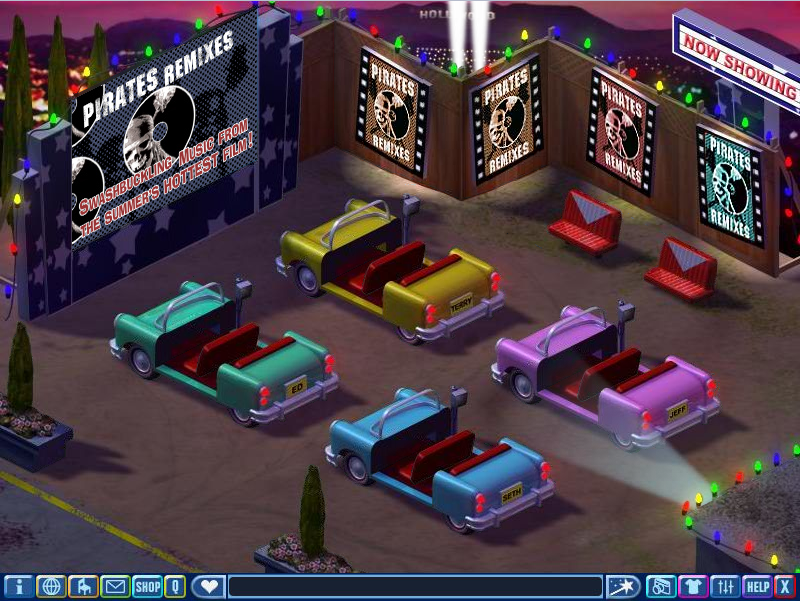 HOLLYWOOD
NOW SHOWING
PIRATES REMIXES
SWASHBUCKLING MUSIC FROM
THE SUMMER'S HOTTEST FILM!
PIRATES
REMIXES
PIRATES
REMIXES
PIRATES
REMIXES
PIRATES
REMIXES
TERRY
ED
JEFF
SETH
i
SHOP
Q
HELP
X